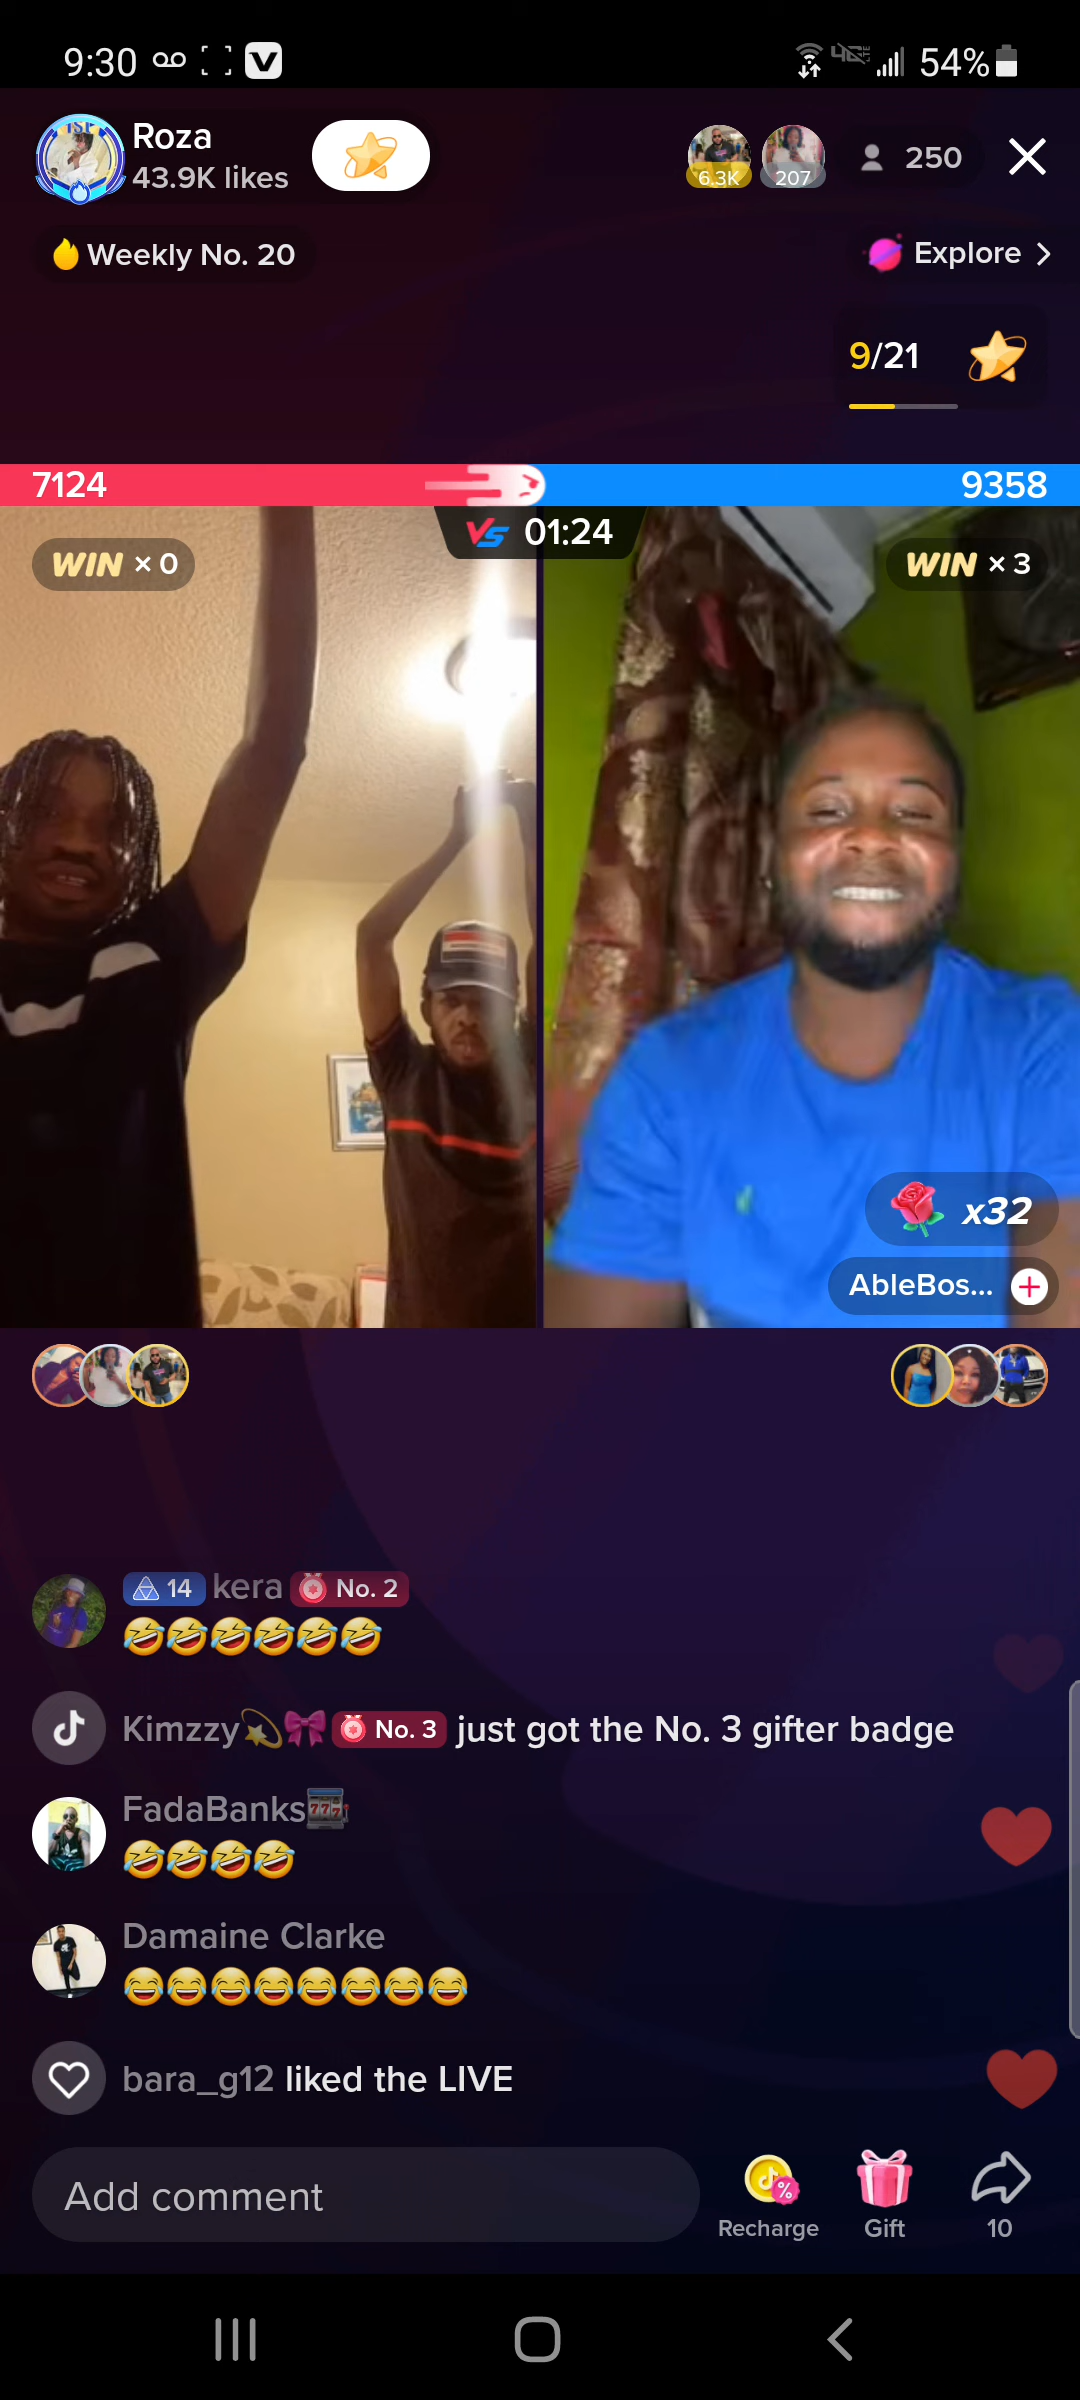 9:30
54%
Roza
43.9K likes
6.3K
207
250
Weekly No. 20
Explore
9/21
7124
9358
VS 01:24
WIN × 0
WIN × 3
x32
AbleBos...
14 kera No. 2
🤣🤣🤣🤣🤣🤣
Kimzzy💫🎀 No. 3 just got the No. 3 gifter badge
FadaBanks🎰
🤣🤣🤣🤣
Damaine Clarke
😂😂😂😂😂😂😂😂
bara_g12 liked the LIVE
Add comment
Recharge
Gift
10